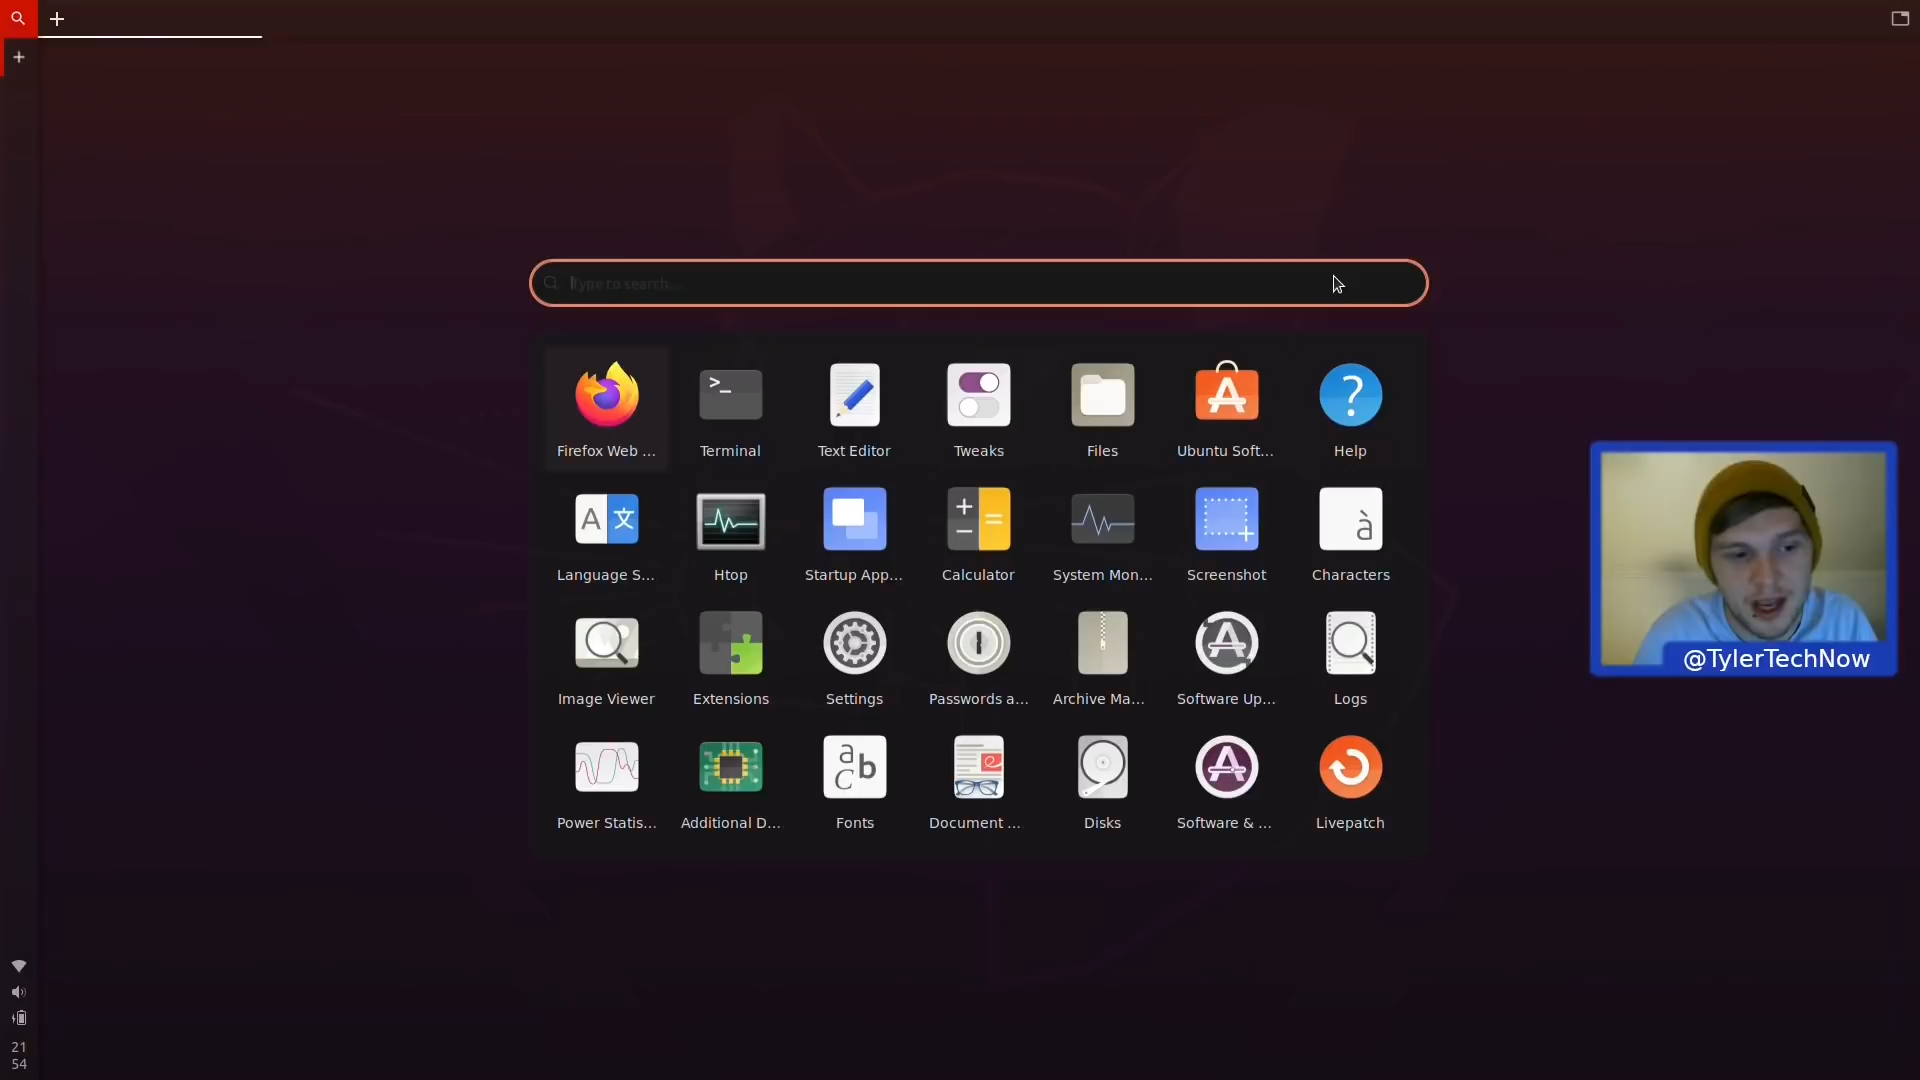 Type to search...
Firefox Web ...
Terminal
Text Editor
Tweaks
Files
Ubuntu Soft...
Help
Language S...
Htop
Startup App...
Calculator
System Mon...
Screenshot
Characters
Image Viewer
Extensions
Settings
Passwords a...
Archive Ma...
Software Up...
Logs
Power Statis...
Additional D...
Fonts
Document ...
Disks
Software & ...
Livepatch
@TylerTechNow
21
54